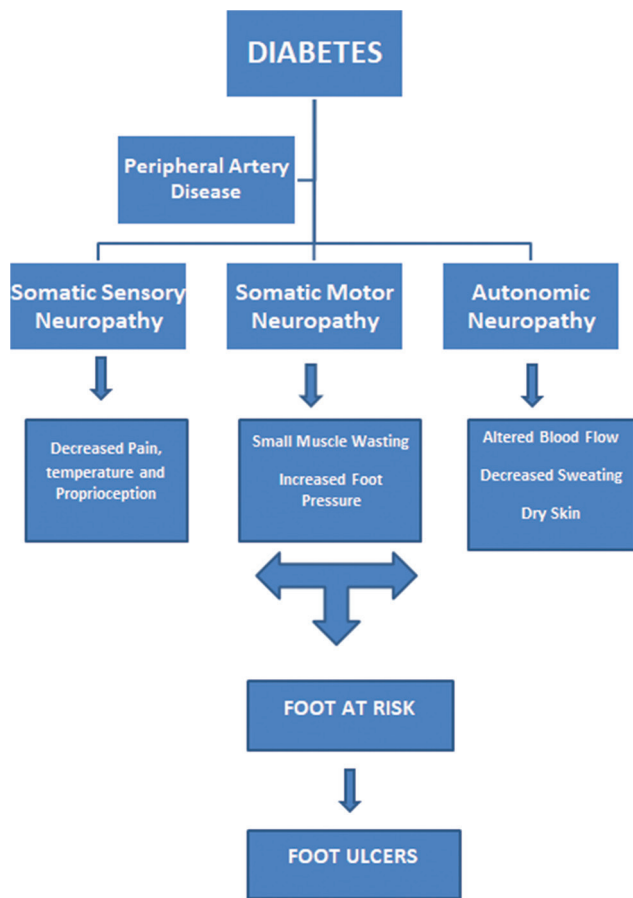 DIABETES
Peripheral Artery
Disease
Somatic Sensory
Neuropathy
Somatic Motor
Neuropathy
Autonomic
Neuropathy
Decreased Pain,
temperature and
Proprioception
Small Muscle Wasting
Increased Foot
Pressure
Altered Blood Flow
Decreased Sweating
Dry Skin
FOOT AT RISK
FOOT ULCERS